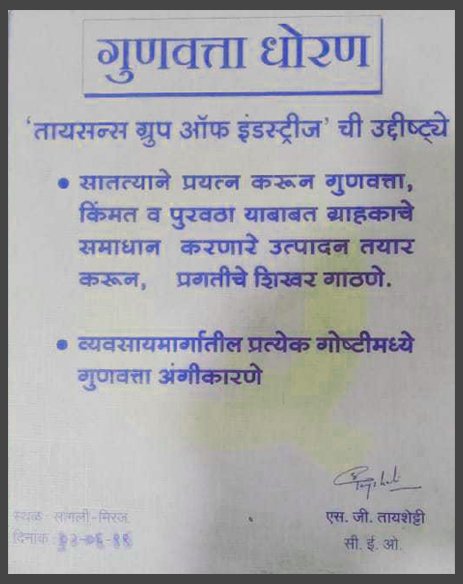 गुणवत्ता धोरण
'तायसन्स ग्रुप ऑफ इंडस्ट्रीज' ची उद्दीष्ट्ये
• सातत्याने प्रयत्न करून गुणवत्ता,
किंमत व पुरवठा याबाबत ग्राहकाचे
समाधान करणारे उत्पादन तयार
करून, प्रगतीचे शिखर गाठणे.
• व्यवसायमार्गातील प्रत्येक गोष्टीमध्ये
गुणवत्ता अंगीकारणे
एस. जी. तायशेट्टी
सी. ई. ओ.
स्थळ सांगली-मिरज
दिनांक